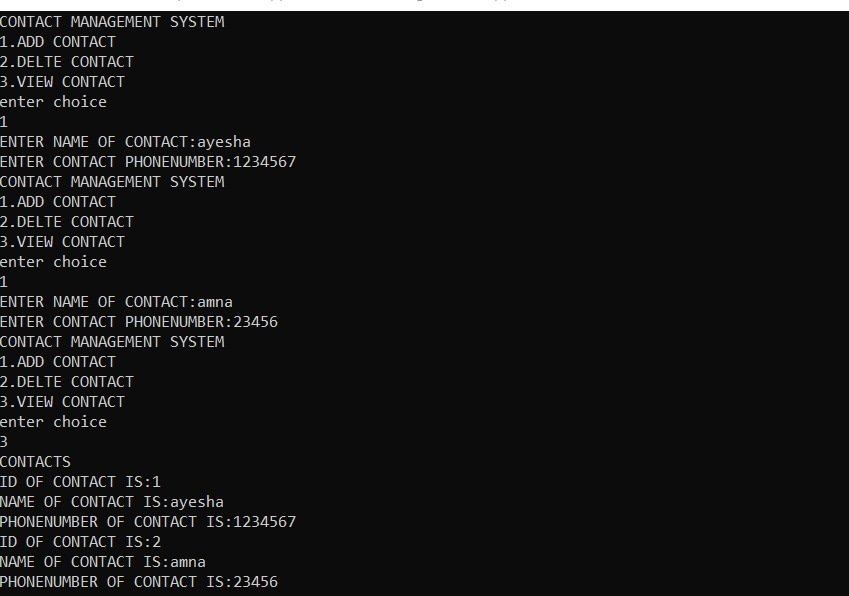 CONTACT MANAGEMENT SYSTEM
1.ADD CONTACT
2.DELTE CONTACT
3.VIEW CONTACT
enter choice
1
ENTER NAME OF CONTACT:ayesha
ENTER CONTACT PHONENUMBER:1234567
CONTACT MANAGEMENT SYSTEM
1.ADD CONTACT
2.DELTE CONTACT
3.VIEW CONTACT
enter choice
1
ENTER NAME OF CONTACT:amna
ENTER CONTACT PHONENUMBER:23456
CONTACT MANAGEMENT SYSTEM
1.ADD CONTACT
2.DELTE CONTACT
3.VIEW CONTACT
enter choice
3
CONTACTS
ID OF CONTACT IS:1
NAME OF CONTACT IS:ayesha
PHONENUMBER OF CONTACT IS:1234567
ID OF CONTACT IS:2
NAME OF CONTACT IS:amna
PHONENUMBER OF CONTACT IS:23456